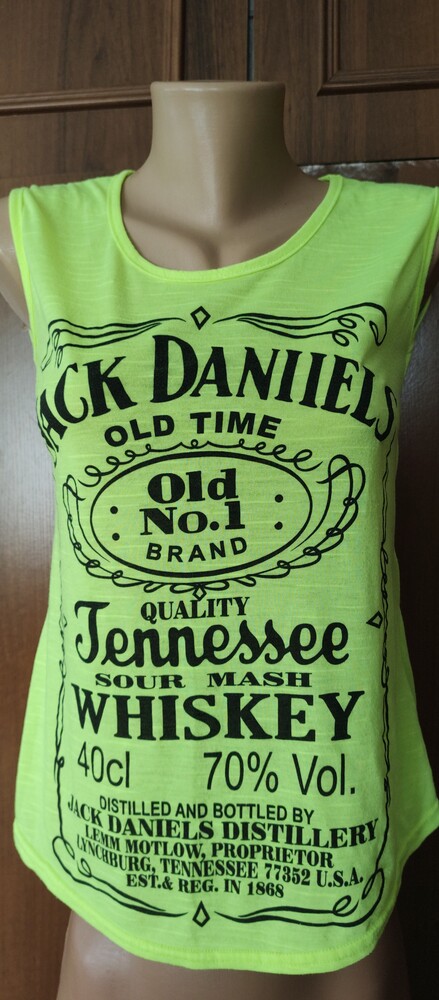 JACK DANIIELS
OLD TIME
Old
No.1
BRAND
QUALITY
Tennessee
SOUR MASH
WHISKEY
40cl 70% Vol.
DISTILLED AND BOTTLED BY
JACK DANIELS DISTILLERY
LEMM MOTLOW, PROPRIETOR
LYNCHBURG, TENNESSEE 77352 U.S.A.
EST.& REG. IN 1868